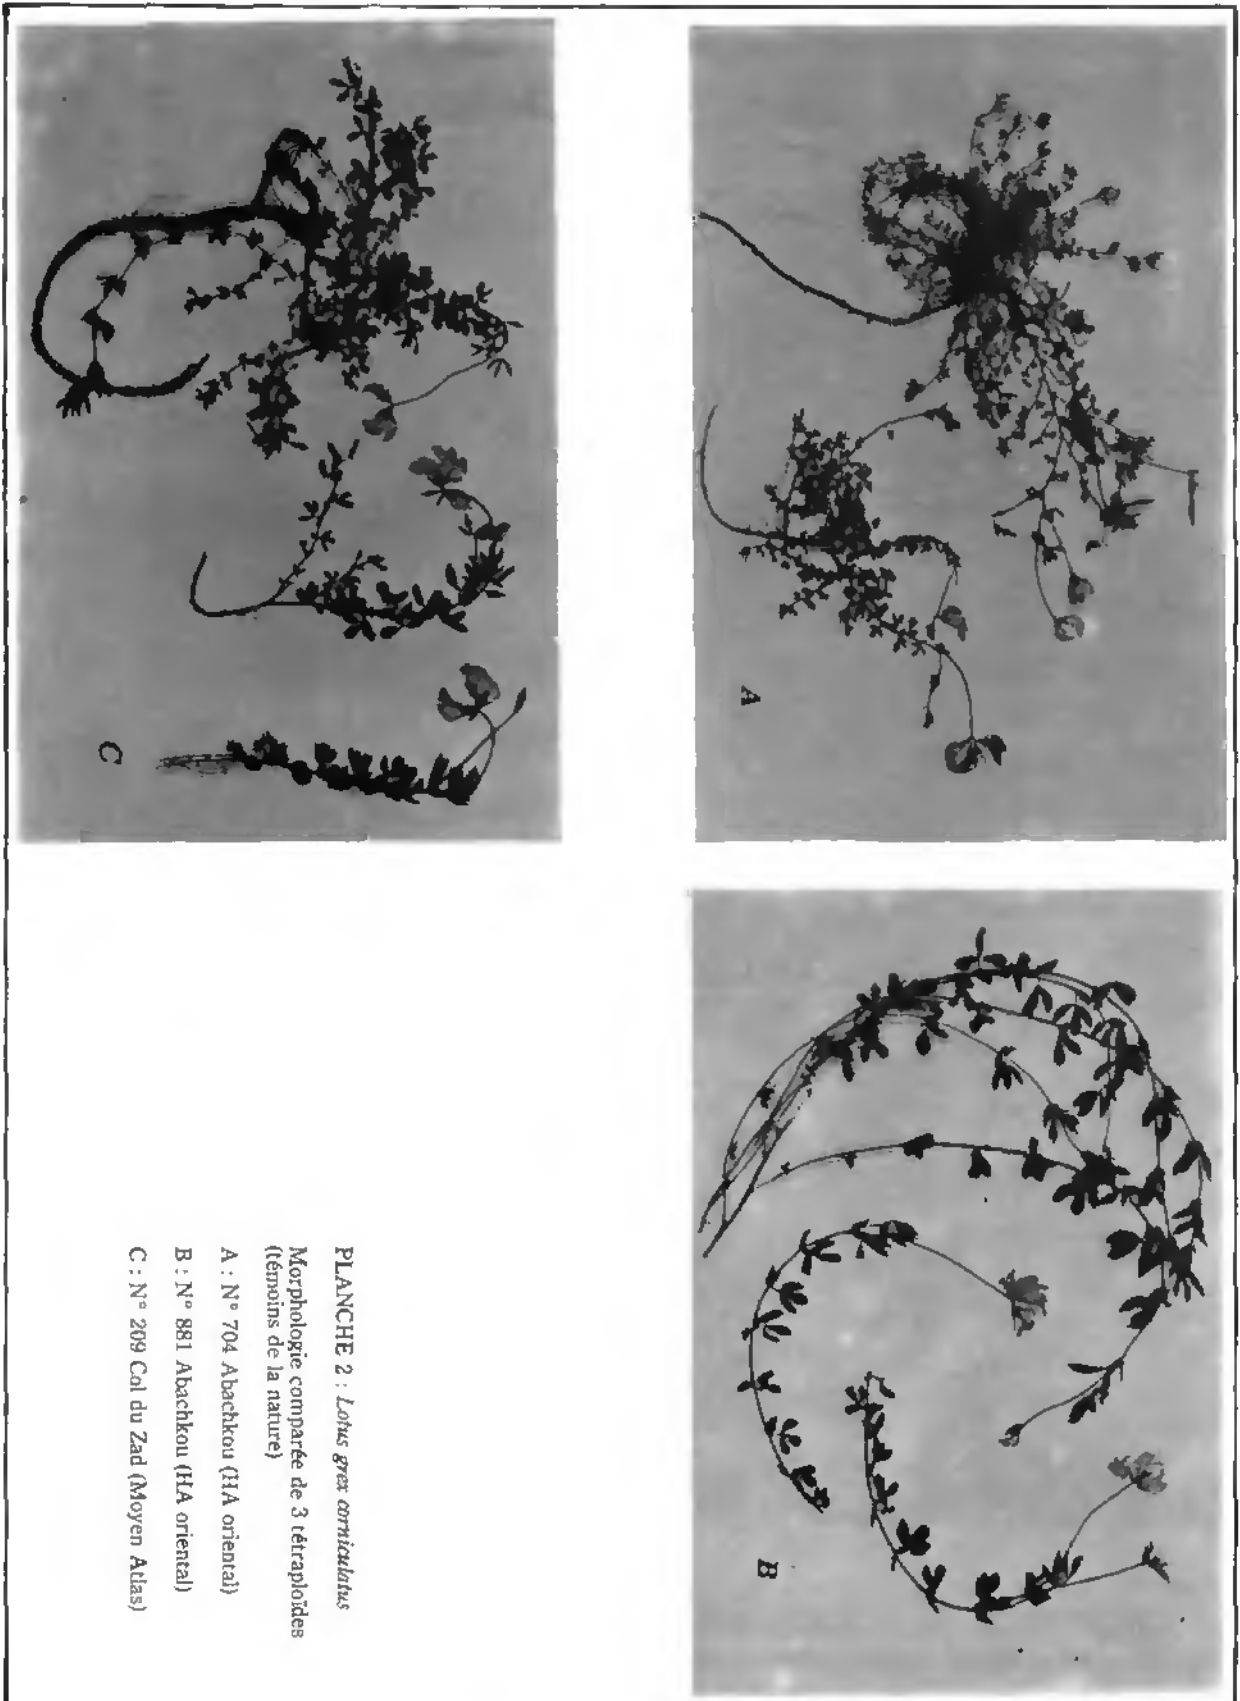 A
B
C
PLANCHE 2 : Lotus grex corniculatus
Morphologie comparée de 3 tétraploïdes
(témoins de la nature)
A : N° 704 Abachkou (HA oriental)
B : N° 881 Abachkou (HA oriental)
C : N° 209 Col du Zad (Moyen Atlas)